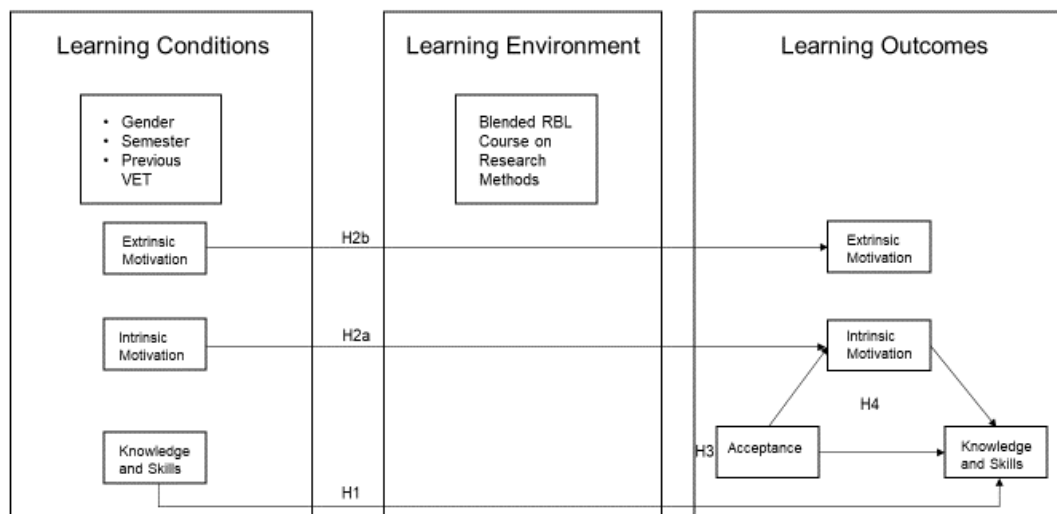 Learning Conditions
Learning Environment
Learning Outcomes
• Gender
• Semester
• Previous
VET
Blended RBL
Course on
Research
Methods
Extrinsic
Motivation
H2b
Extrinsic
Motivation
Intrinsic
Motivation
H2a
Intrinsic
Motivation
H4
Knowledge
and Skills
H3
Acceptance
Knowledge
and Skills
H1